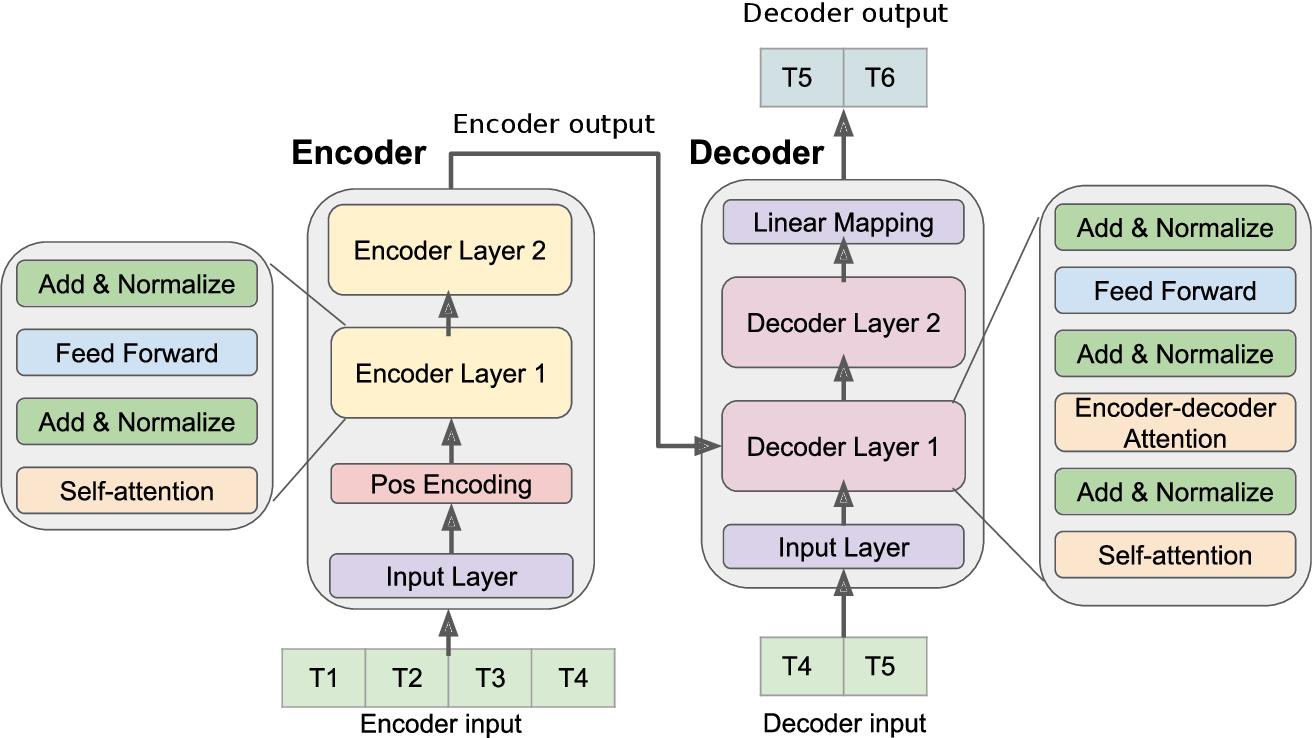 Decoder output
T5 T6
Encoder output
Encoder
Decoder
Add & Normalize
Feed Forward
Add & Normalize
Self-attention
Encoder Layer 2
Encoder Layer 1
Pos Encoding
Input Layer
T1 T2 T3 T4
Encoder input
Linear Mapping
Decoder Layer 2
Decoder Layer 1
Input Layer
T4 T5
Decoder input
Add & Normalize
Feed Forward
Add & Normalize
Encoder-decoder
Attention
Add & Normalize
Self-attention